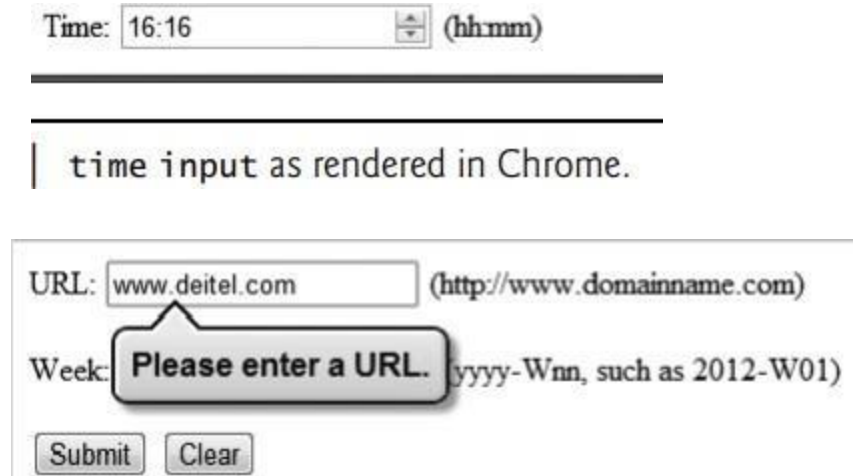 Time: 16:16 (hh:mm)
time input as rendered in Chrome.
URL: www.deitel.com (http://www.domainname.com)
Week: Please enter a URL. yyyy-Wnn, such as 2012-W01)
Submit Clear